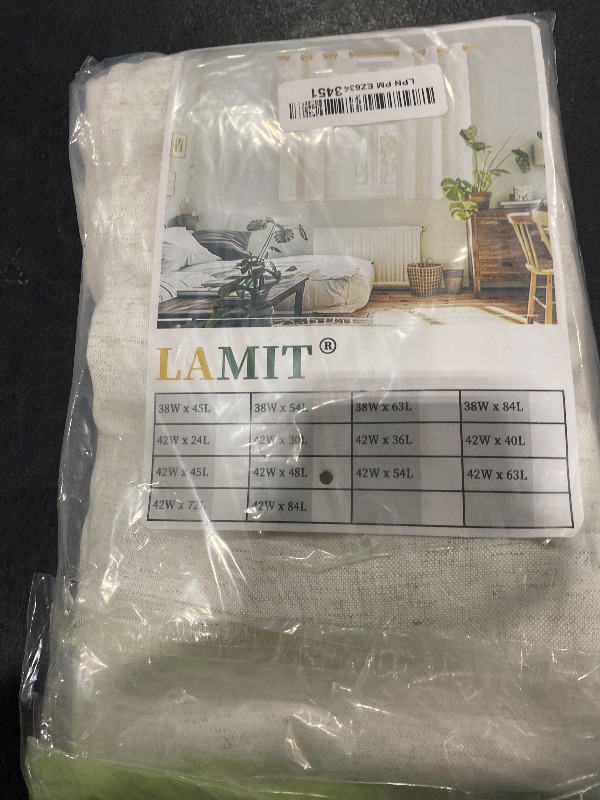 LPN PM EZ634 3451
LAMIT®
38W x 45L 38W x 54L 38W x 63L 38W x 84L
42W x 24L 42W x 30L 42W x 36L 42W x 40L
42W x 45L 42W x 48L 42W x 54L 42W x 63L
42W x 72L 42W x 84L